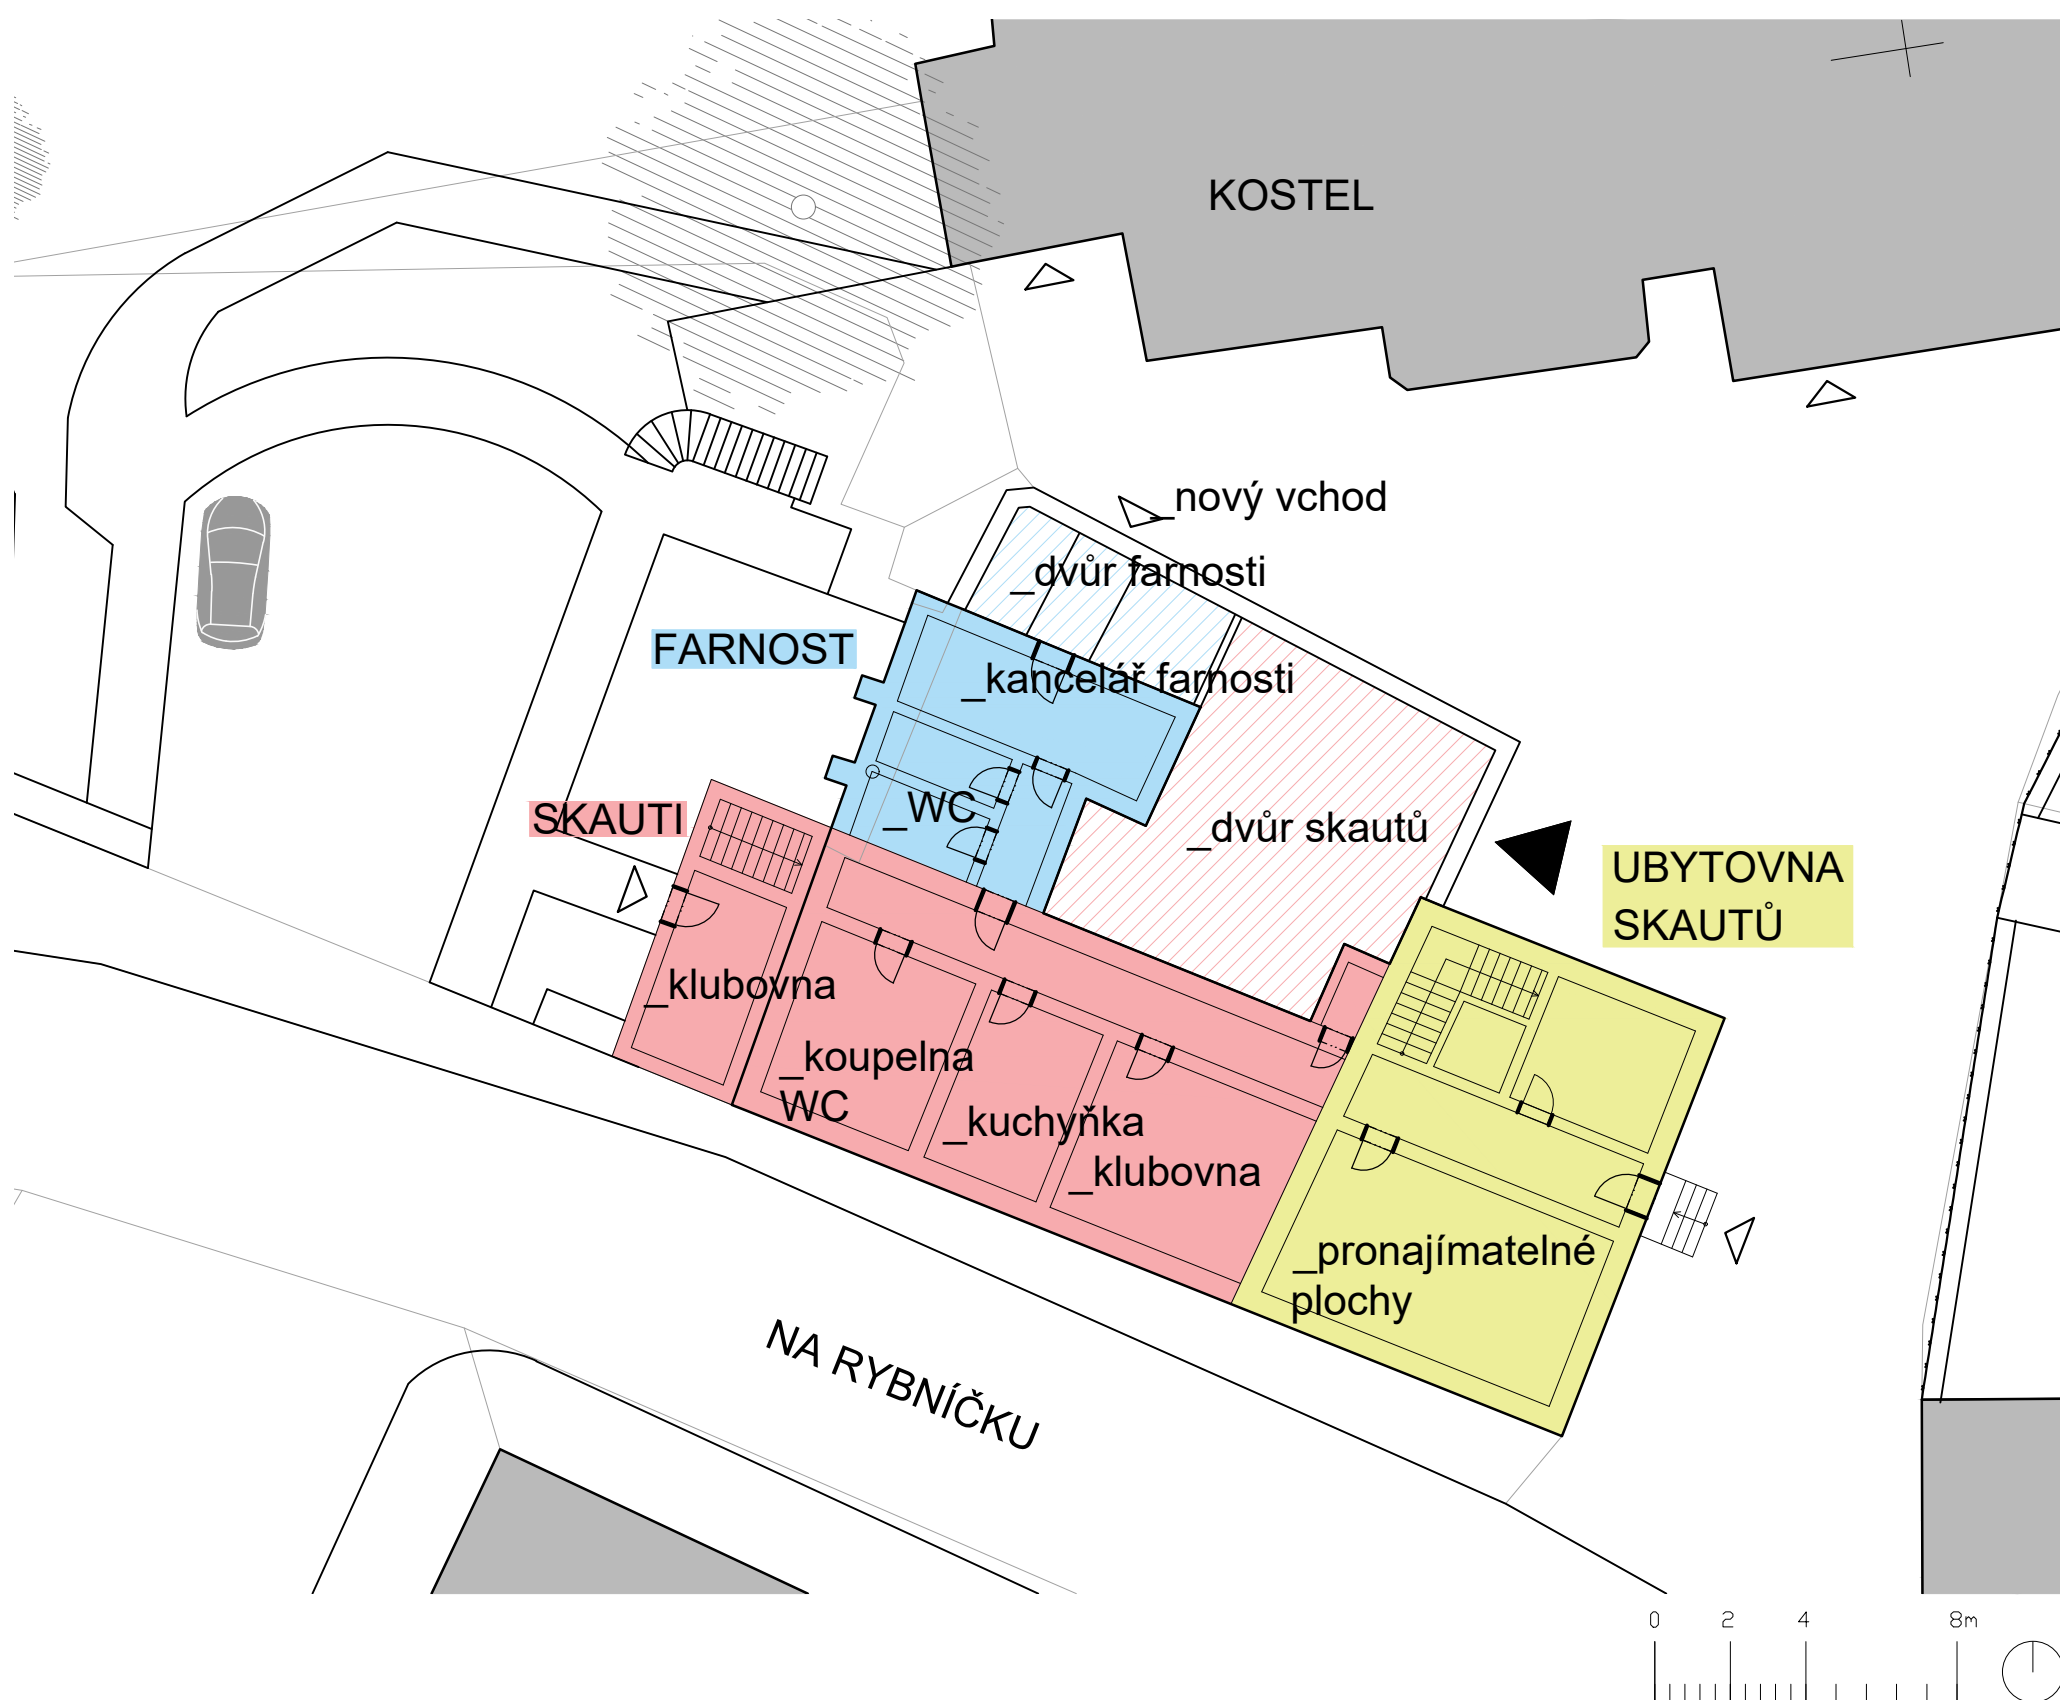 KOSTEL
_nový vchod
_dvůr farnosti
FARNOST
_kancelář farnosti
_WC
SKAUTI
_dvůr skautů
UBYTOVNA
SKAUTŮ
_klubovna
_koupelna
WC
_kuchyňka
_klubovna
_pronajímatelné
plochy
NA RYBNÍČKU
0 2 4 8m